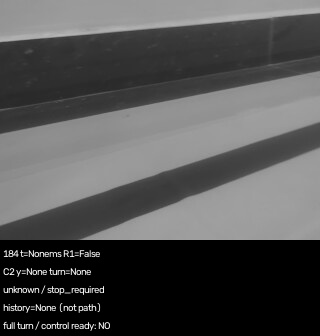 184 t=Nonems R1=False
C2 y=None turn=None
unknown / stop_required
history=None (not path)
full turn / control ready: NO